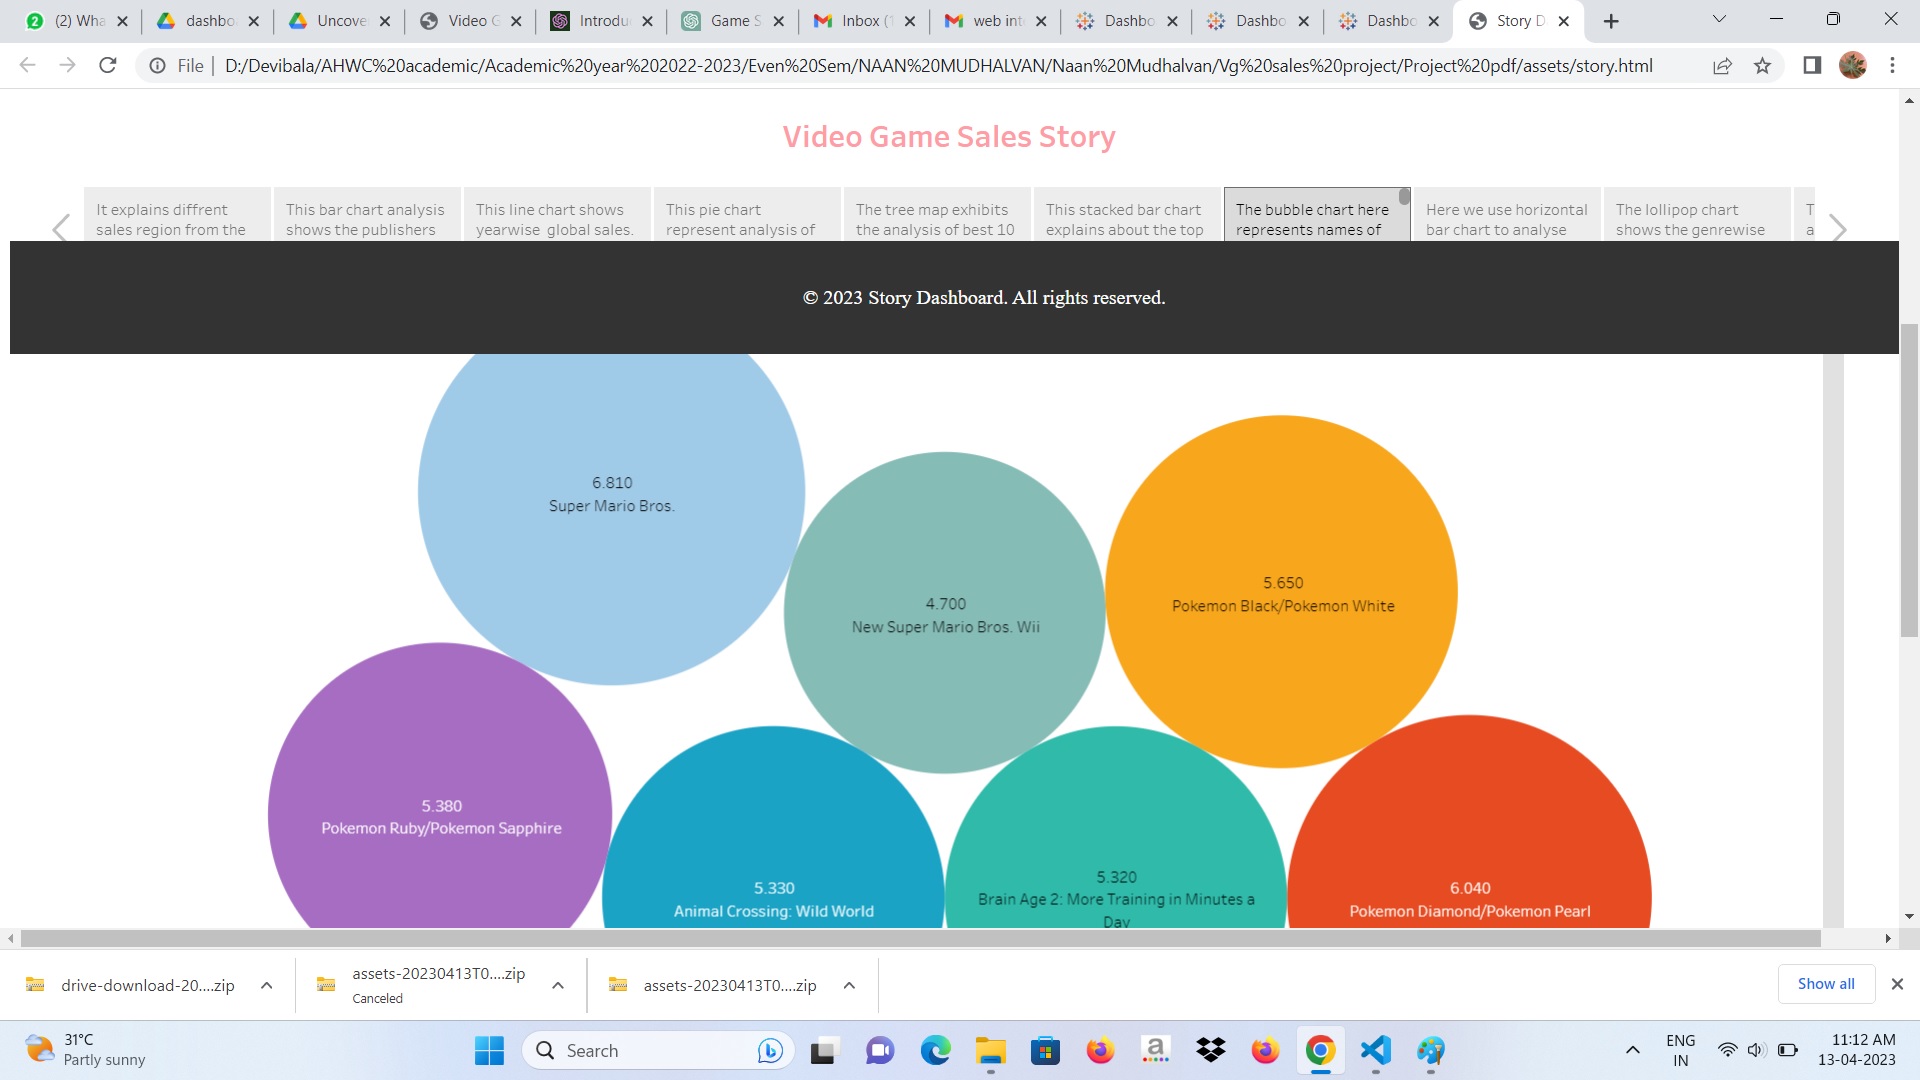 (2) Wha
dashbo
Uncove
Video G
Introdu
Game S
Inbox (1
web int
Dashbo
Dashbo
Dashbo
Story D
File
D:/Devibala/AHWC%20academic/Academic%20year%202022-2023/Even%20Sem/NAAN%20MUDHALVAN/Naan%20Mudhalvan/Vg%20sales%20project/Project%20pdf/assets/story.html
Video Game Sales Story
It explains diffrent
sales region from the
This bar chart analysis
shows the publishers
This line chart shows
yearwise global sales.
This pie chart
represent analysis of
The tree map exhibits
the analysis of best 10
This stacked bar chart
explains about the top
The bubble chart here
represents names of
Here we use horizontal
bar chart to analyse
The lollipop chart
shows the genrewise
T
a
© 2023 Story Dashboard. All rights reserved.
6.810
Super Mario Bros.
4.700
New Super Mario Bros. Wii
5.650
Pokemon Black/Pokemon White
5.380
Pokemon Ruby/Pokemon Sapphire
5.330
Animal Crossing: Wild World
5.320
Brain Age 2: More Training in Minutes a
Day
6.040
Pokemon Diamond/Pokemon Pearl
drive-download-20....zip
assets-20230413T0....zip
Canceled
assets-20230413T0....zip
Show all
31°C
Partly sunny
Search
ENG
IN
11:12 AM
13-04-2023